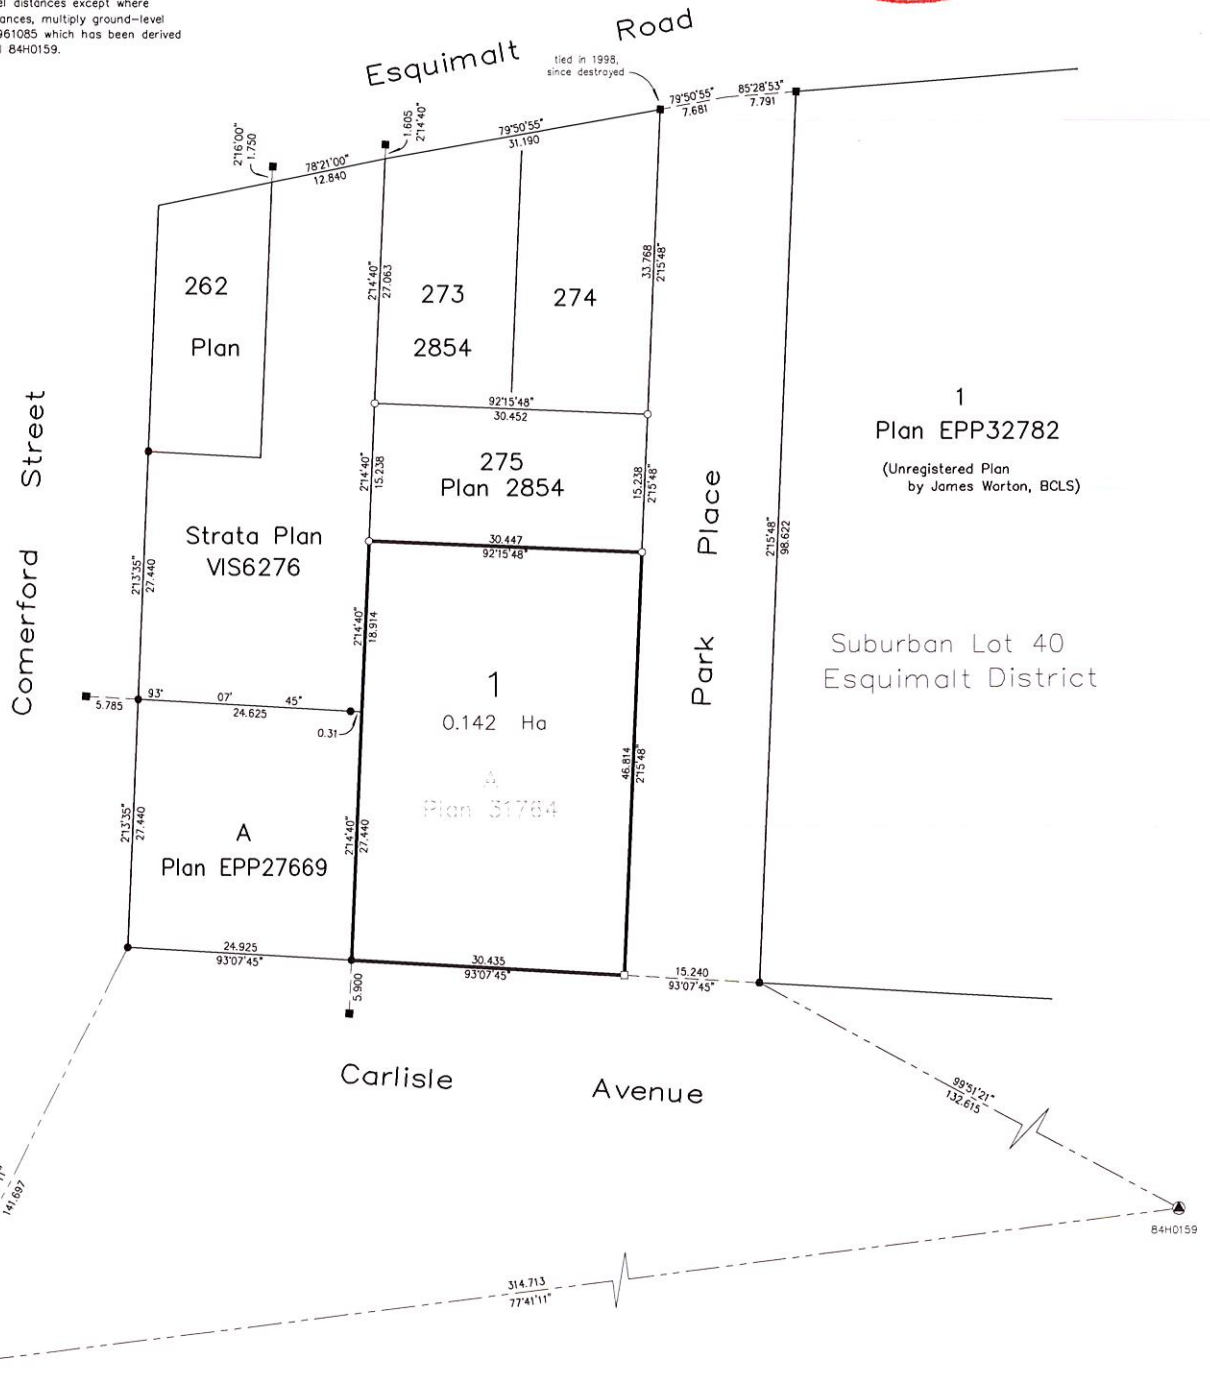 el distances except where
ances, multiply ground-level
961085 which has been derived
84H0159.
Esquimalt Road
tied in 1998,
since destroyed
79°50'55"
7.681
85°28'53"
7.791
2°16'00"
1.750
1.605
2°14'40"
78°21'00"
12.840
79°50'55"
31.190
262
Plan
2°14'40"
27.063
273
2854
274
33.768
2°15'48"
92°15'48"
30.452
1
Plan EPP32782
(Unregistered Plan
by James Worton, BCLS)
Comerford Street
275
Plan 2854
2°14'40"
15.238
15.238
2°15'48"
Park Place
2°15'48"
98.622
Strata Plan
VIS6276
2°13'35"
27.440
30.447
92°15'48"
2°14'40"
18.914
Suburban Lot 40
Esquimalt District
5.785
93° 07' 45"
24.625
0.31
1
0.142 Ha
A
Plan 31764
46.814
2°15'48"
2°13'35"
27.440
A
Plan EPP27669
2°14'40"
27.440
24.925
93°07'45"
30.435
93°07'45"
15.240
93°07'45"
5.900
Carlisle Avenue
99°51'21"
132.615
141.697
84H0159
314.713
77°41'11"